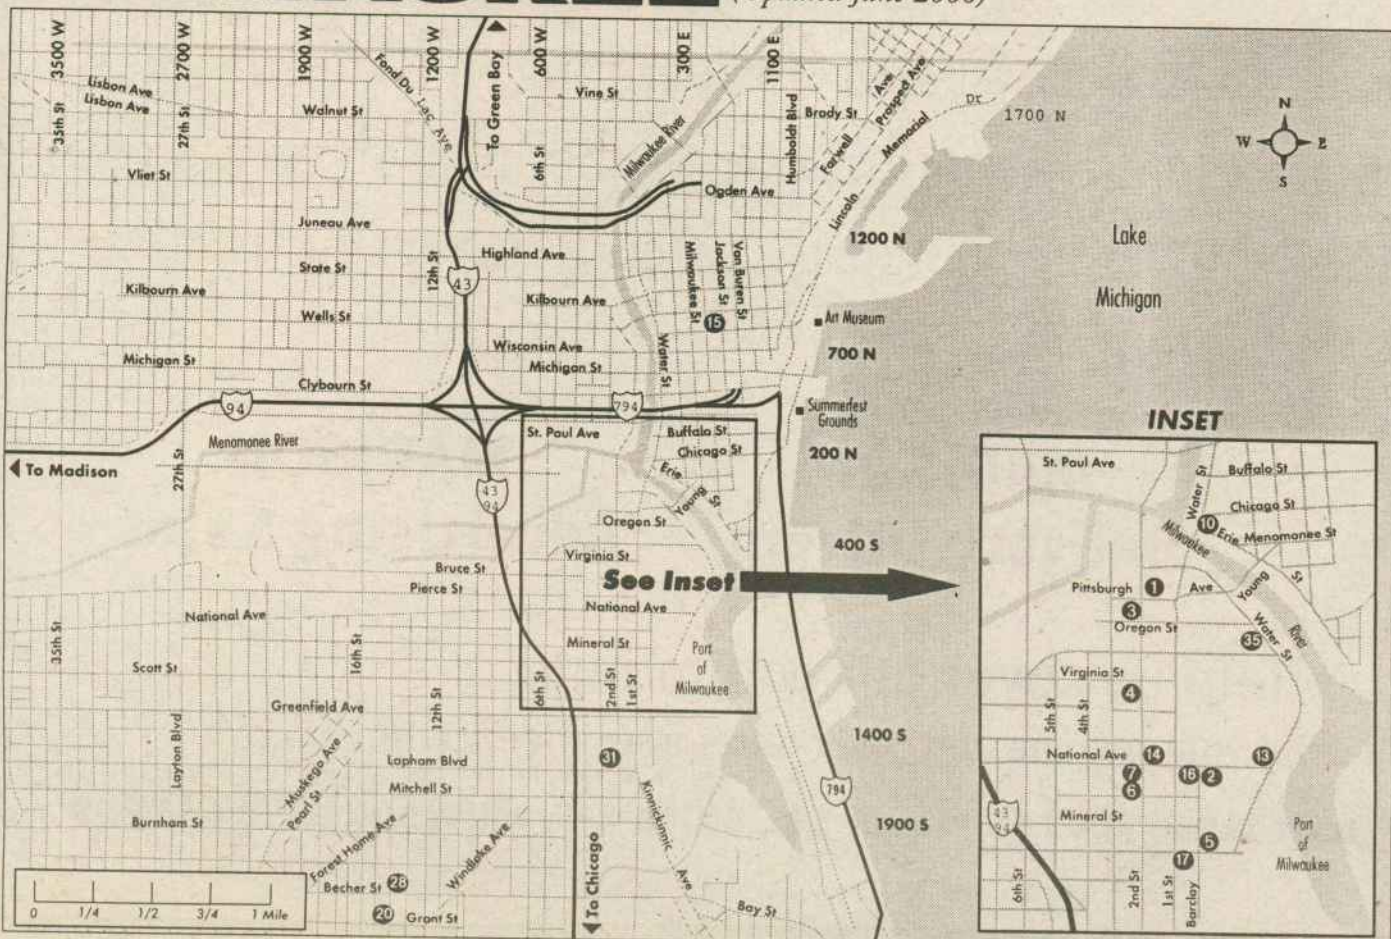 (Updated June 2006)
3500 W
2700 W
1900 W
1200 W
600 W
300 E
1100 E
Lisbon Ave
Lisbon Ave
35th St
27th St
Walnut St
Fond Du Lac Ave
To Green Bay
Vine St
6th St
Milwaukee River
Humboldt Blvd
Brady St
Farwell Ave
Prospect Ave
Lincoln Memorial Dr
1700 N
N
W E
S
Vliet St
Ogden Ave
Juneau Ave
1200 N
Lake
Michigan
Highland Ave
State St
12th St
43
Milwaukee St
Jackson St
Van Buren St
Kilbourn Ave
Kilbourn Ave
Wells St
15
Art Museum
Wisconsin Ave
Water St
700 N
Michigan St
Michigan St
Clybourn St
94
794
Summerfest
Grounds
St. Paul Ave
Buffalo St
Menomonee River
Chicago St
200 N
To Madison
27th St
Erie
43
94
Young St
Oregon St
400 S
Virginia St
Bruce St
See Inset
Pierce St
National Ave
National Ave
35th St
16th St
Mineral St
Port
of
Milwaukee
Scott St
6th St
2nd St
1st St
Greenfield Ave
12th St
Layton Blvd
Muskego Ave
Pearl St
1400 S
Lapham Blvd
31
Mitchell St
794
Kinnickinnic Ave
Burnham St
1900 S
Forest Home Ave
Windlake Ave
To Chicago
Becher St 28
20 Grant St
Bay St
0 1/4 1/2 3/4 1 Mile
INSET
St. Paul Ave
Water St
Buffalo St
Chicago St
10
Erie Menomonee St
Milwaukee
River
Pittsburgh 1 Ave
Young St
3
Oregon St
Water St
35
Virginia St
4
5th St
4th St
National Ave 14
13
7
16 2
6
Mineral St
43
94
5
17
Port
of
Milwaukee
6th St
2nd St
1st St
Barclay